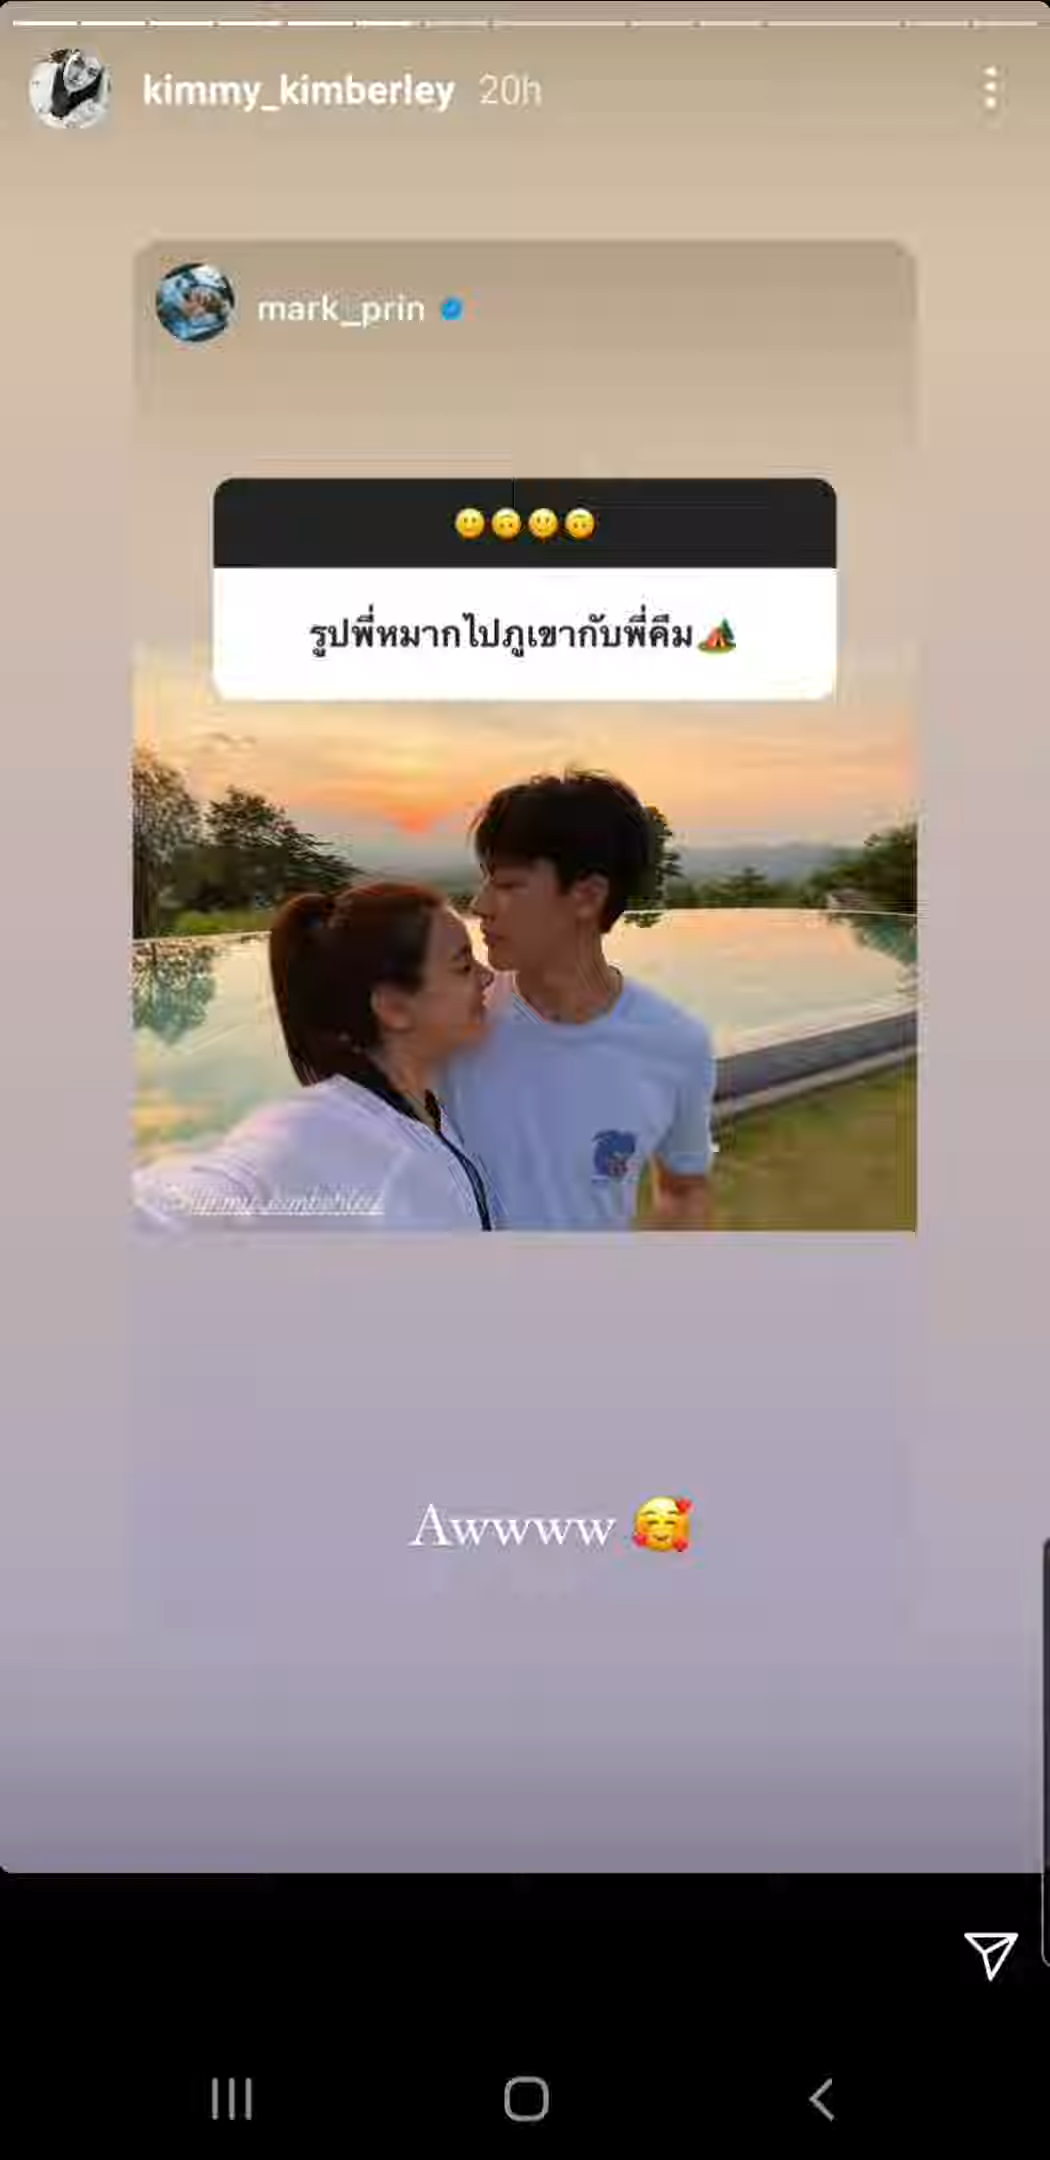 kimmy_kimberley 20h
mark_prin
🙂🙃🙂🙃
รูปพี่หมากไปภูเขากับพี่คิม🏕️
Awwww 🥰